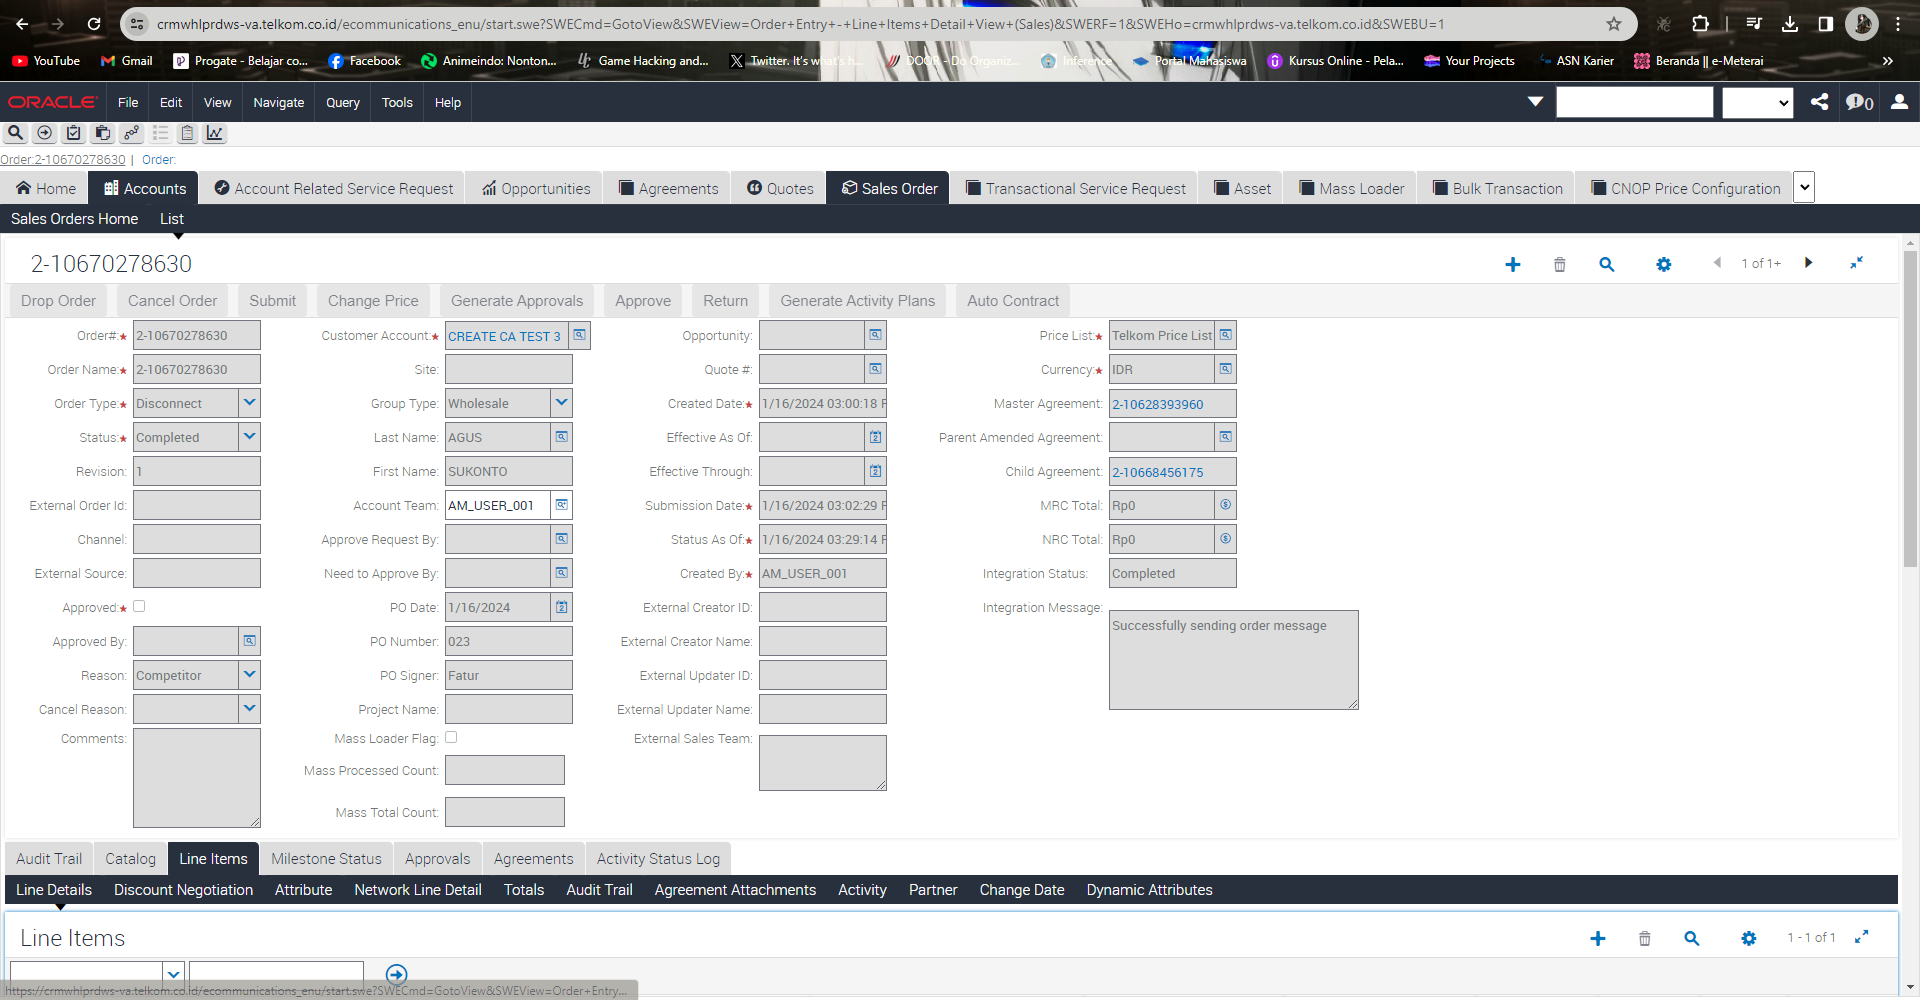 crmwhlprdws-va.telkom.co.id/ecommunications_enu/start.swe?SWECmd=GotoView&SWEView=Order+Entry+-+Line+Items+Detail+View+(Sales)&SWERF=1&SWEHo=crmwhlprdws-va.telkom.co.id&SWEBU=1
YouTube Gmail Progate - Belajar co... Facebook Animeindo: Nonton... Game Hacking and... Twitter. It's what's h... DOOR - Do Organiz... Inference Portal Mahasiswa Kursus Online - Pela... Your Projects ASN Karier Beranda || e-Meterai
ORACLE File Edit View Navigate Query Tools Help 0
Order:2-10670278630 | Order:
Home Accounts Account Related Service Request Opportunities Agreements Quotes Sales Order Transactional Service Request Asset Mass Loader Bulk Transaction CNOP Price Configuration
Sales Orders Home List
2-10670278630 1 of 1+
Drop Order Cancel Order Submit Change Price Generate Approvals Approve Return Generate Activity Plans Auto Contract
Order#:★ 2-10670278630 Customer Account:★ CREATE CA TEST 3 Opportunity: Price List:★ Telkom Price List
Order Name:★ 2-10670278630 Site: Quote #: Currency:★ IDR
Order Type:★ Disconnect Group Type: Wholesale Created Date:★ 1/16/2024 03:00:18 P Master Agreement: 2-10628393960
Status:★ Completed Last Name: AGUS Effective As Of: Parent Amended Agreement:
Revision: 1 First Name: SUKONTO Effective Through: Child Agreement: 2-10668456175
External Order Id: Account Team: AM_USER_001 Submission Date:★ 1/16/2024 03:02:29 P MRC Total: Rp0
Channel: Approve Request By: Status As Of:★ 1/16/2024 03:29:14 P NRC Total: Rp0
External Source: Need to Approve By: Created By:★ AM_USER_001 Integration Status: Completed
Approved:★ PO Date: 1/16/2024 External Creator ID: Integration Message: Successfully sending order message
Approved By: PO Number: 023 External Creator Name:
Reason: Competitor PO Signer: Fatur External Updater ID:
Cancel Reason: Project Name: External Updater Name:
Comments: Mass Loader Flag: External Sales Team:
Mass Processed Count:
Mass Total Count:
Audit Trail Catalog Line Items Milestone Status Approvals Agreements Activity Status Log
Line Details Discount Negotiation Attribute Network Line Detail Totals Audit Trail Agreement Attachments Activity Partner Change Date Dynamic Attributes
Line Items 1 - 1 of 1
https://crmwhlprdws-va.telkom.co.id/ecommunications_enu/start.swe?SWECmd=GotoView&SWEView=Order+Entry...